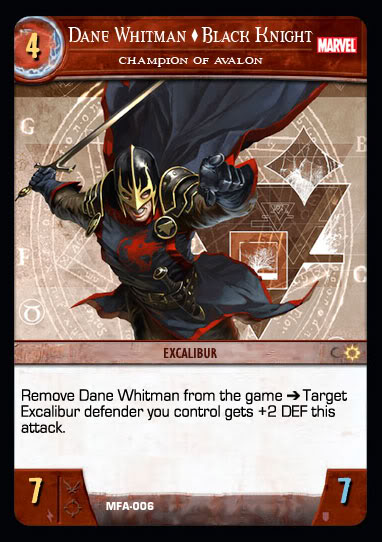 4
DANE WHITMAN ♦ BLACK KNIGHT
MARVEL
CHAMPION OF AVALON
EXCALIBUR
C
Remove Dane Whitman from the game ➔ Target
Excalibur defender you control gets +2 DEF this
attack.
7
MFA-006
7